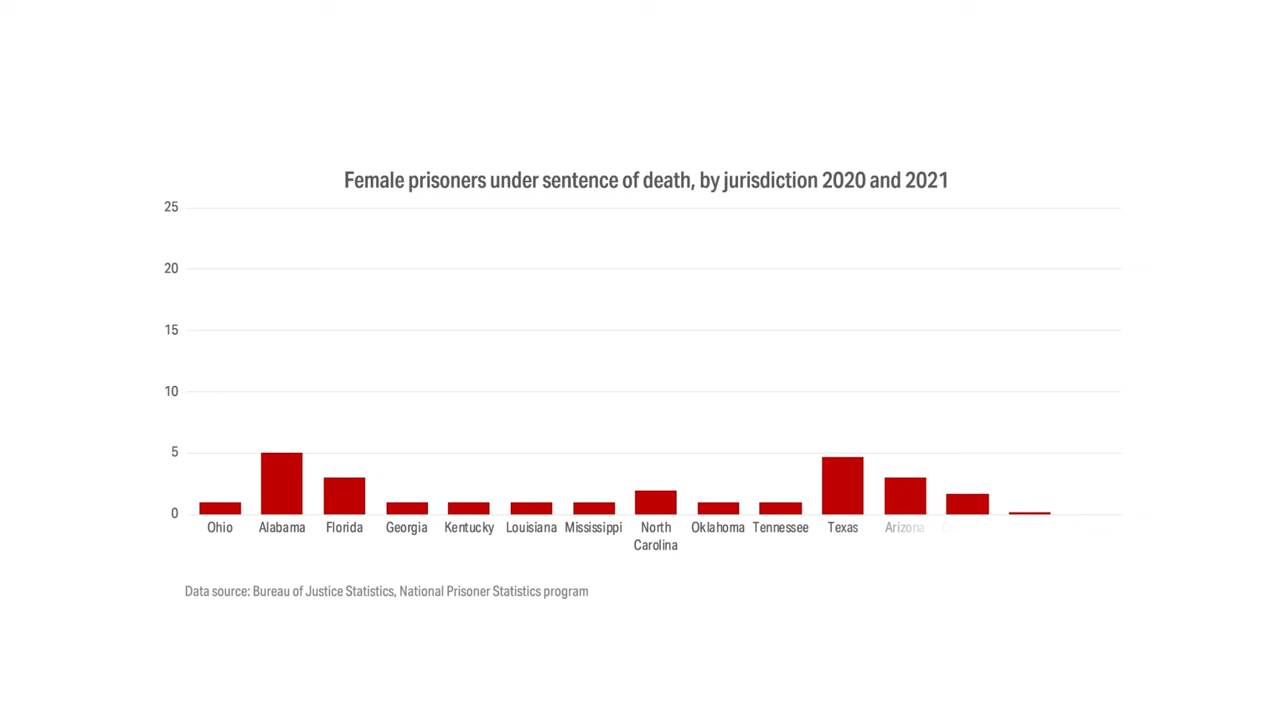 Female prisoners under sentence of death, by jurisdiction 2020 and 2021
25
20
15
10
5
0
Ohio Alabama Florida Georgia Kentucky Louisiana Mississippi North Carolina Oklahoma Tennessee Texas Arizona
Data source: Bureau of Justice Statistics, National Prisoner Statistics program